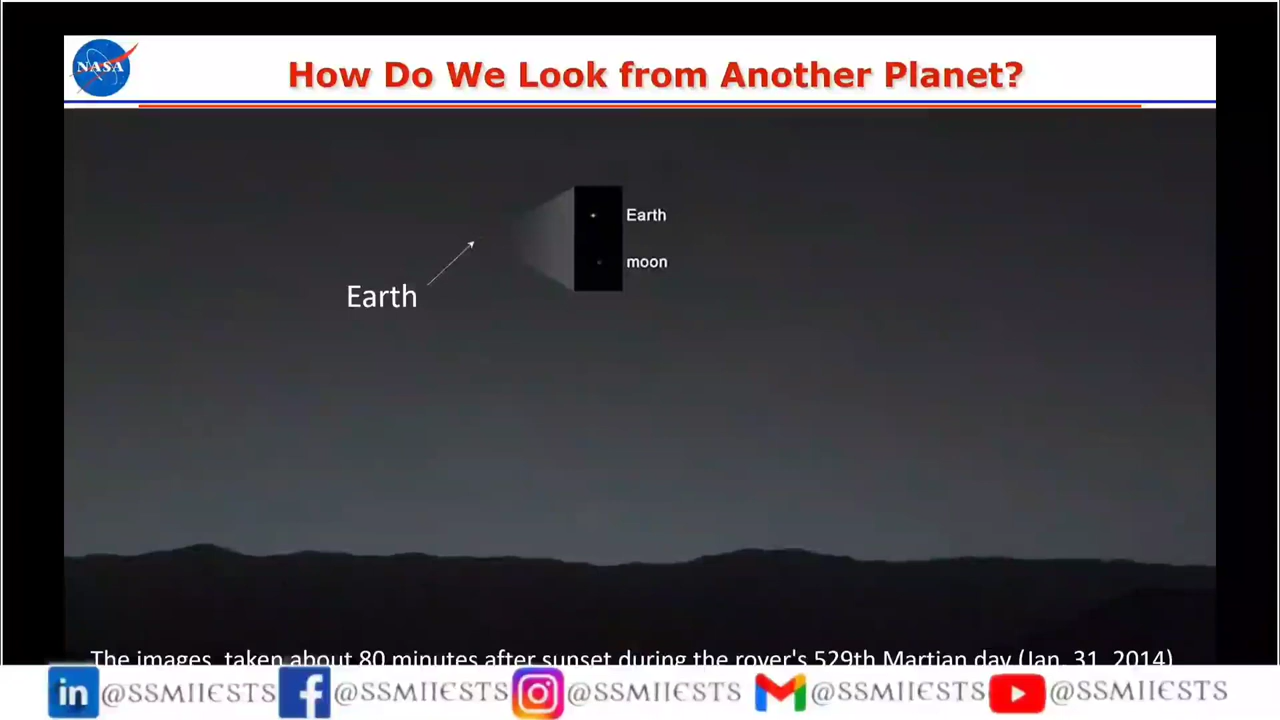 NASA
How Do We Look from Another Planet?
Earth
moon
Earth
The images, taken about 80 minutes after sunset during the rover's 529th Martian day (Jan. 31, 2014)
in @SSMIIESTS f @SSMIIESTS @SSMIIESTS @SSMIIESTS @SSMIIESTS